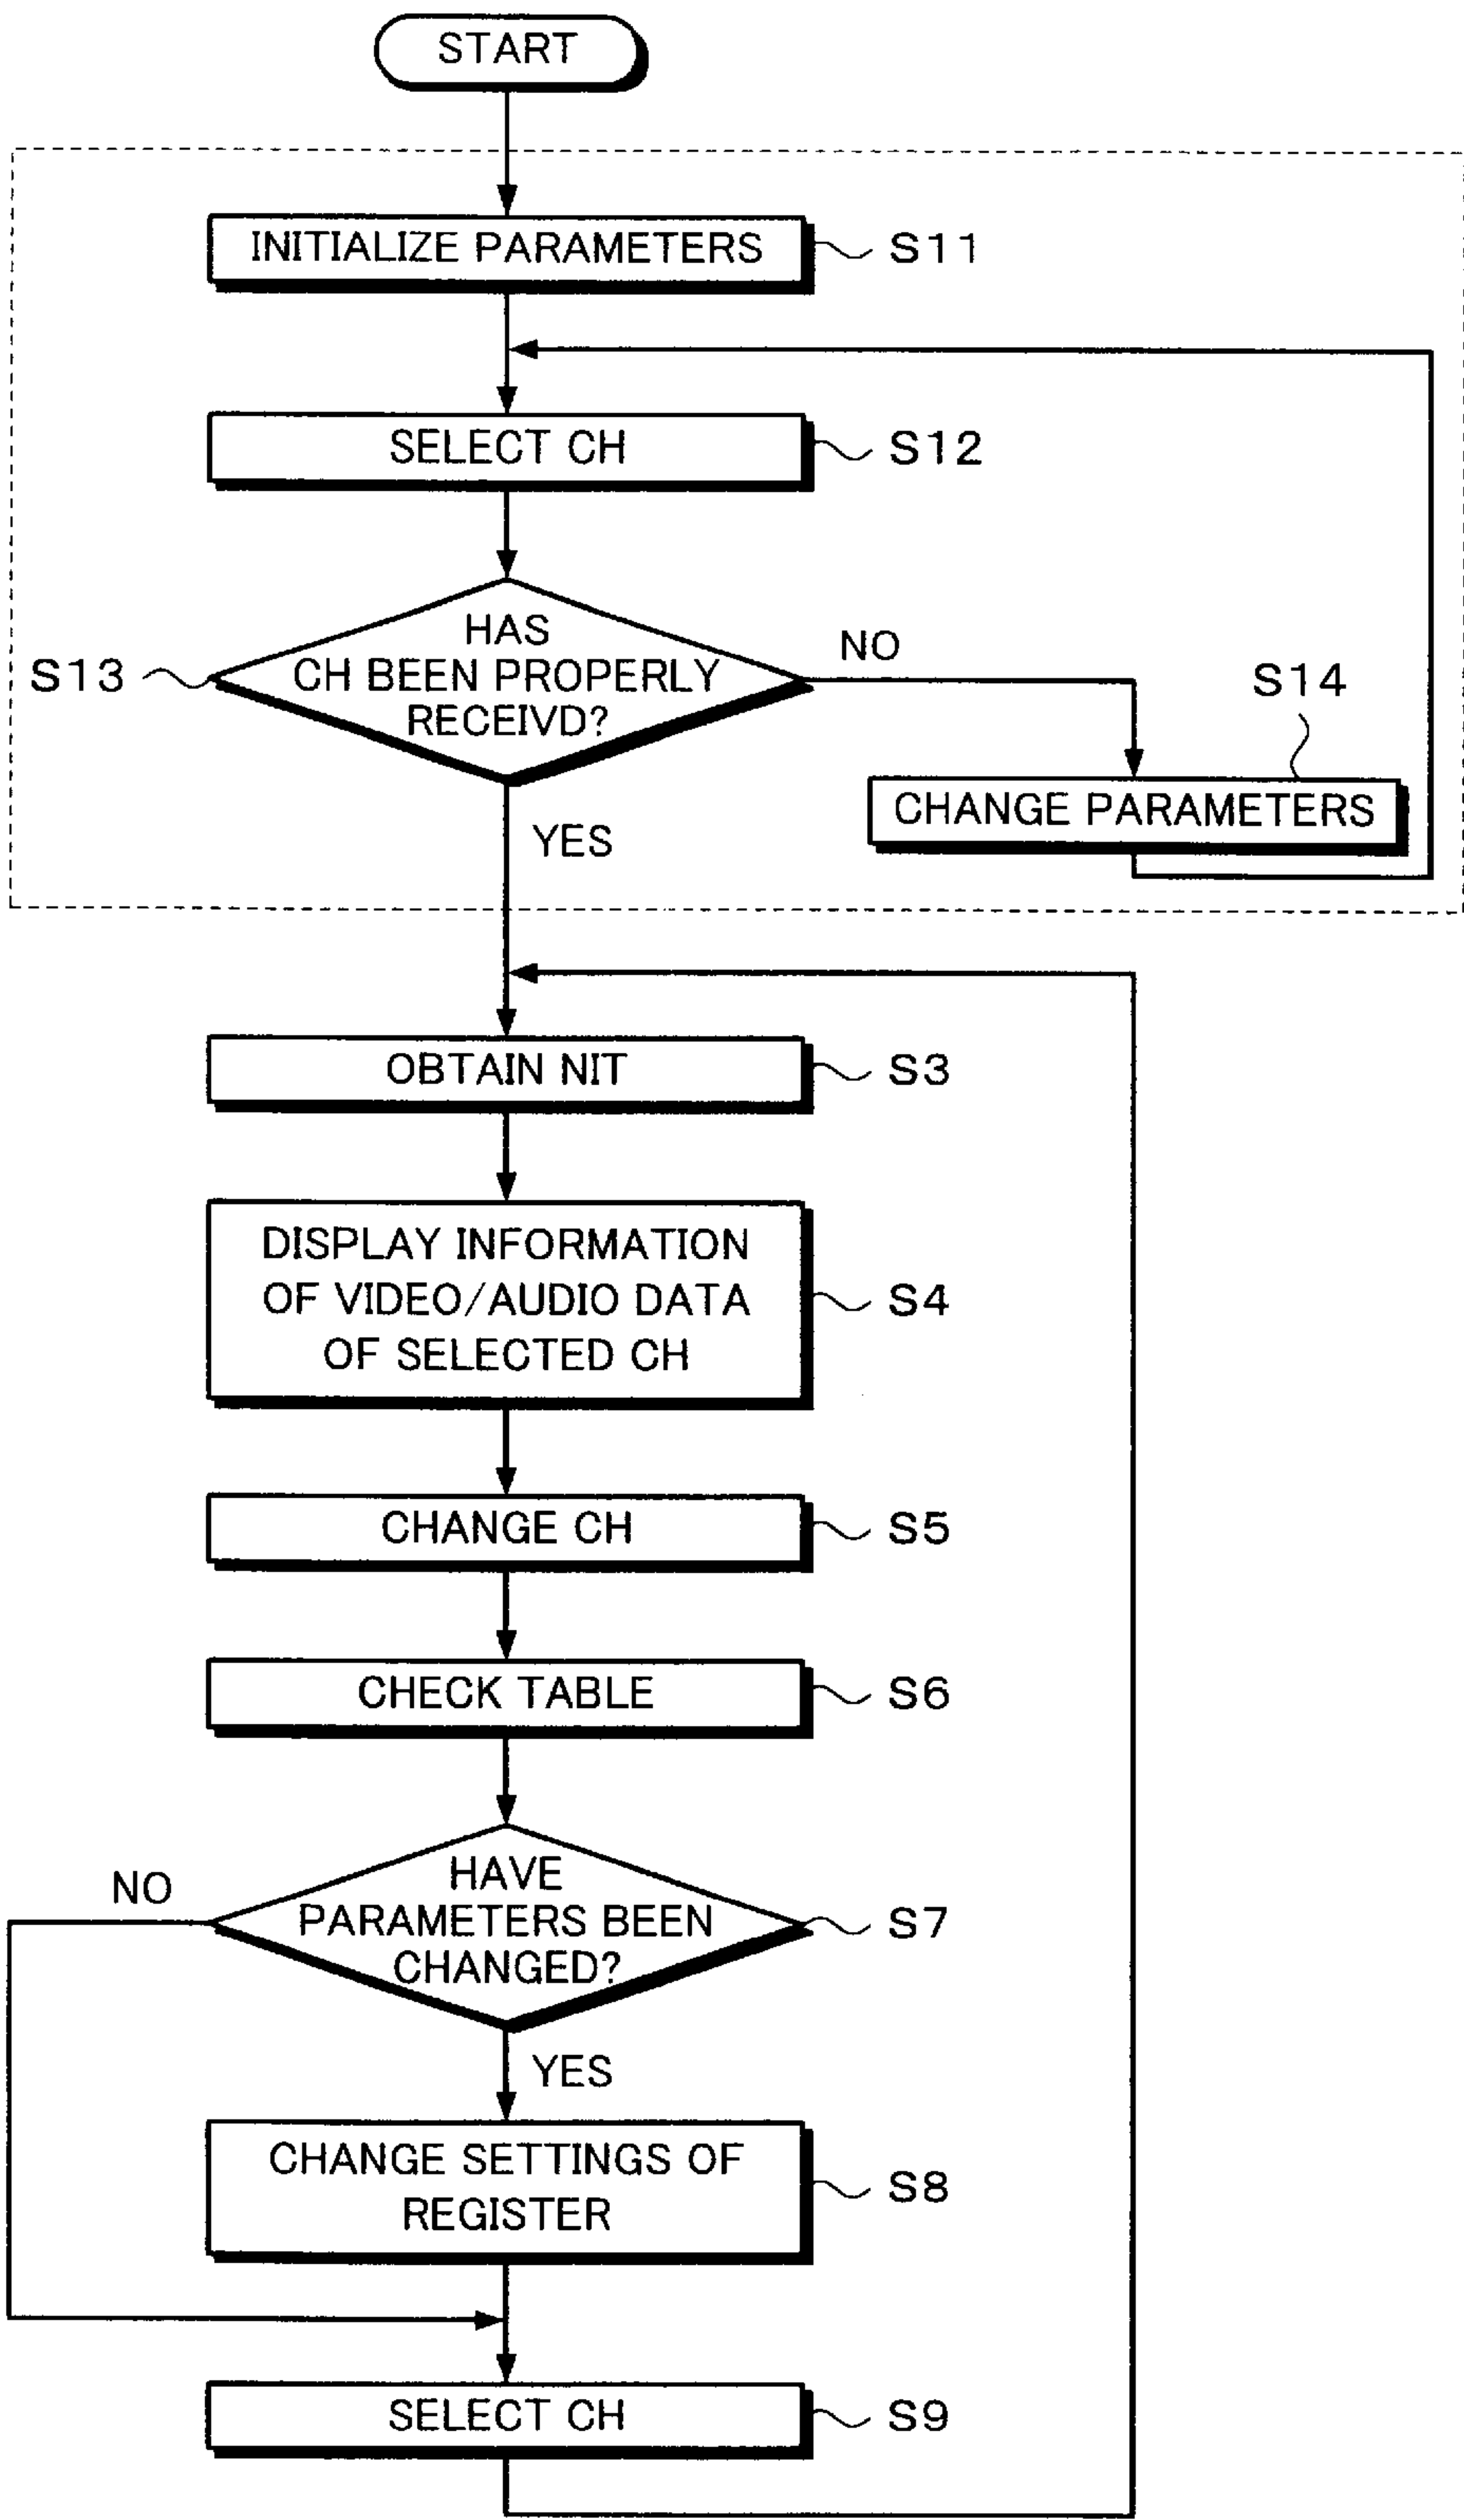 START
INITIALIZE PARAMETERS
S11
SELECT CH
S12
HAS
CH BEEN PROPERLY
RECEIVD?
S13
NO
S14
CHANGE PARAMETERS
YES
OBTAIN NIT
S3
DISPLAY INFORMATION
OF VIDEO/AUDIO DATA
OF SELECTED CH
S4
CHANGE CH
S5
CHECK TABLE
S6
HAVE
PARAMETERS BEEN
CHANGED?
NO
S7
YES
CHANGE SETTINGS OF
REGISTER
S8
SELECT CH
S9